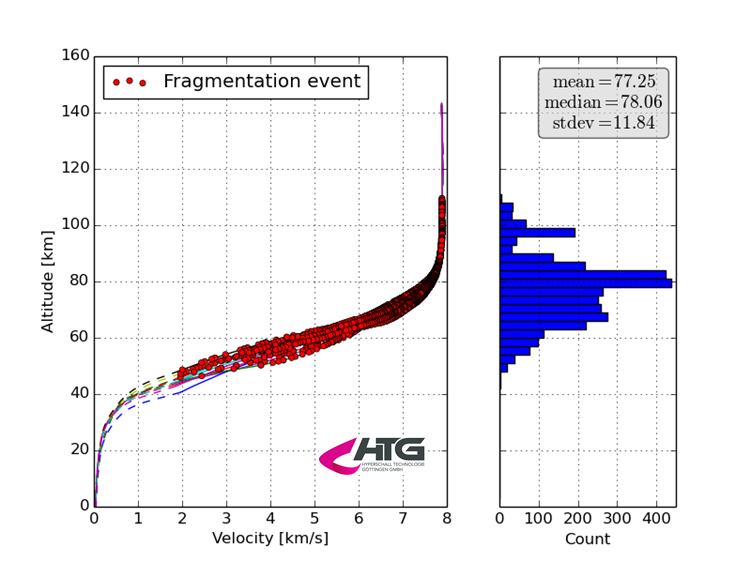 160
140
120
100
80
60
40
20
0
Altitude [km]
Fragmentation event
HTG
HYPERSCHALL TECHNOLOGIE
GÖTTINGEN GMBH
0 1 2 3 4 5 6 7 8
Velocity [km/s]
mean=77.25
median=78.06
stdev=11.84
0 100 200 300 400
Count